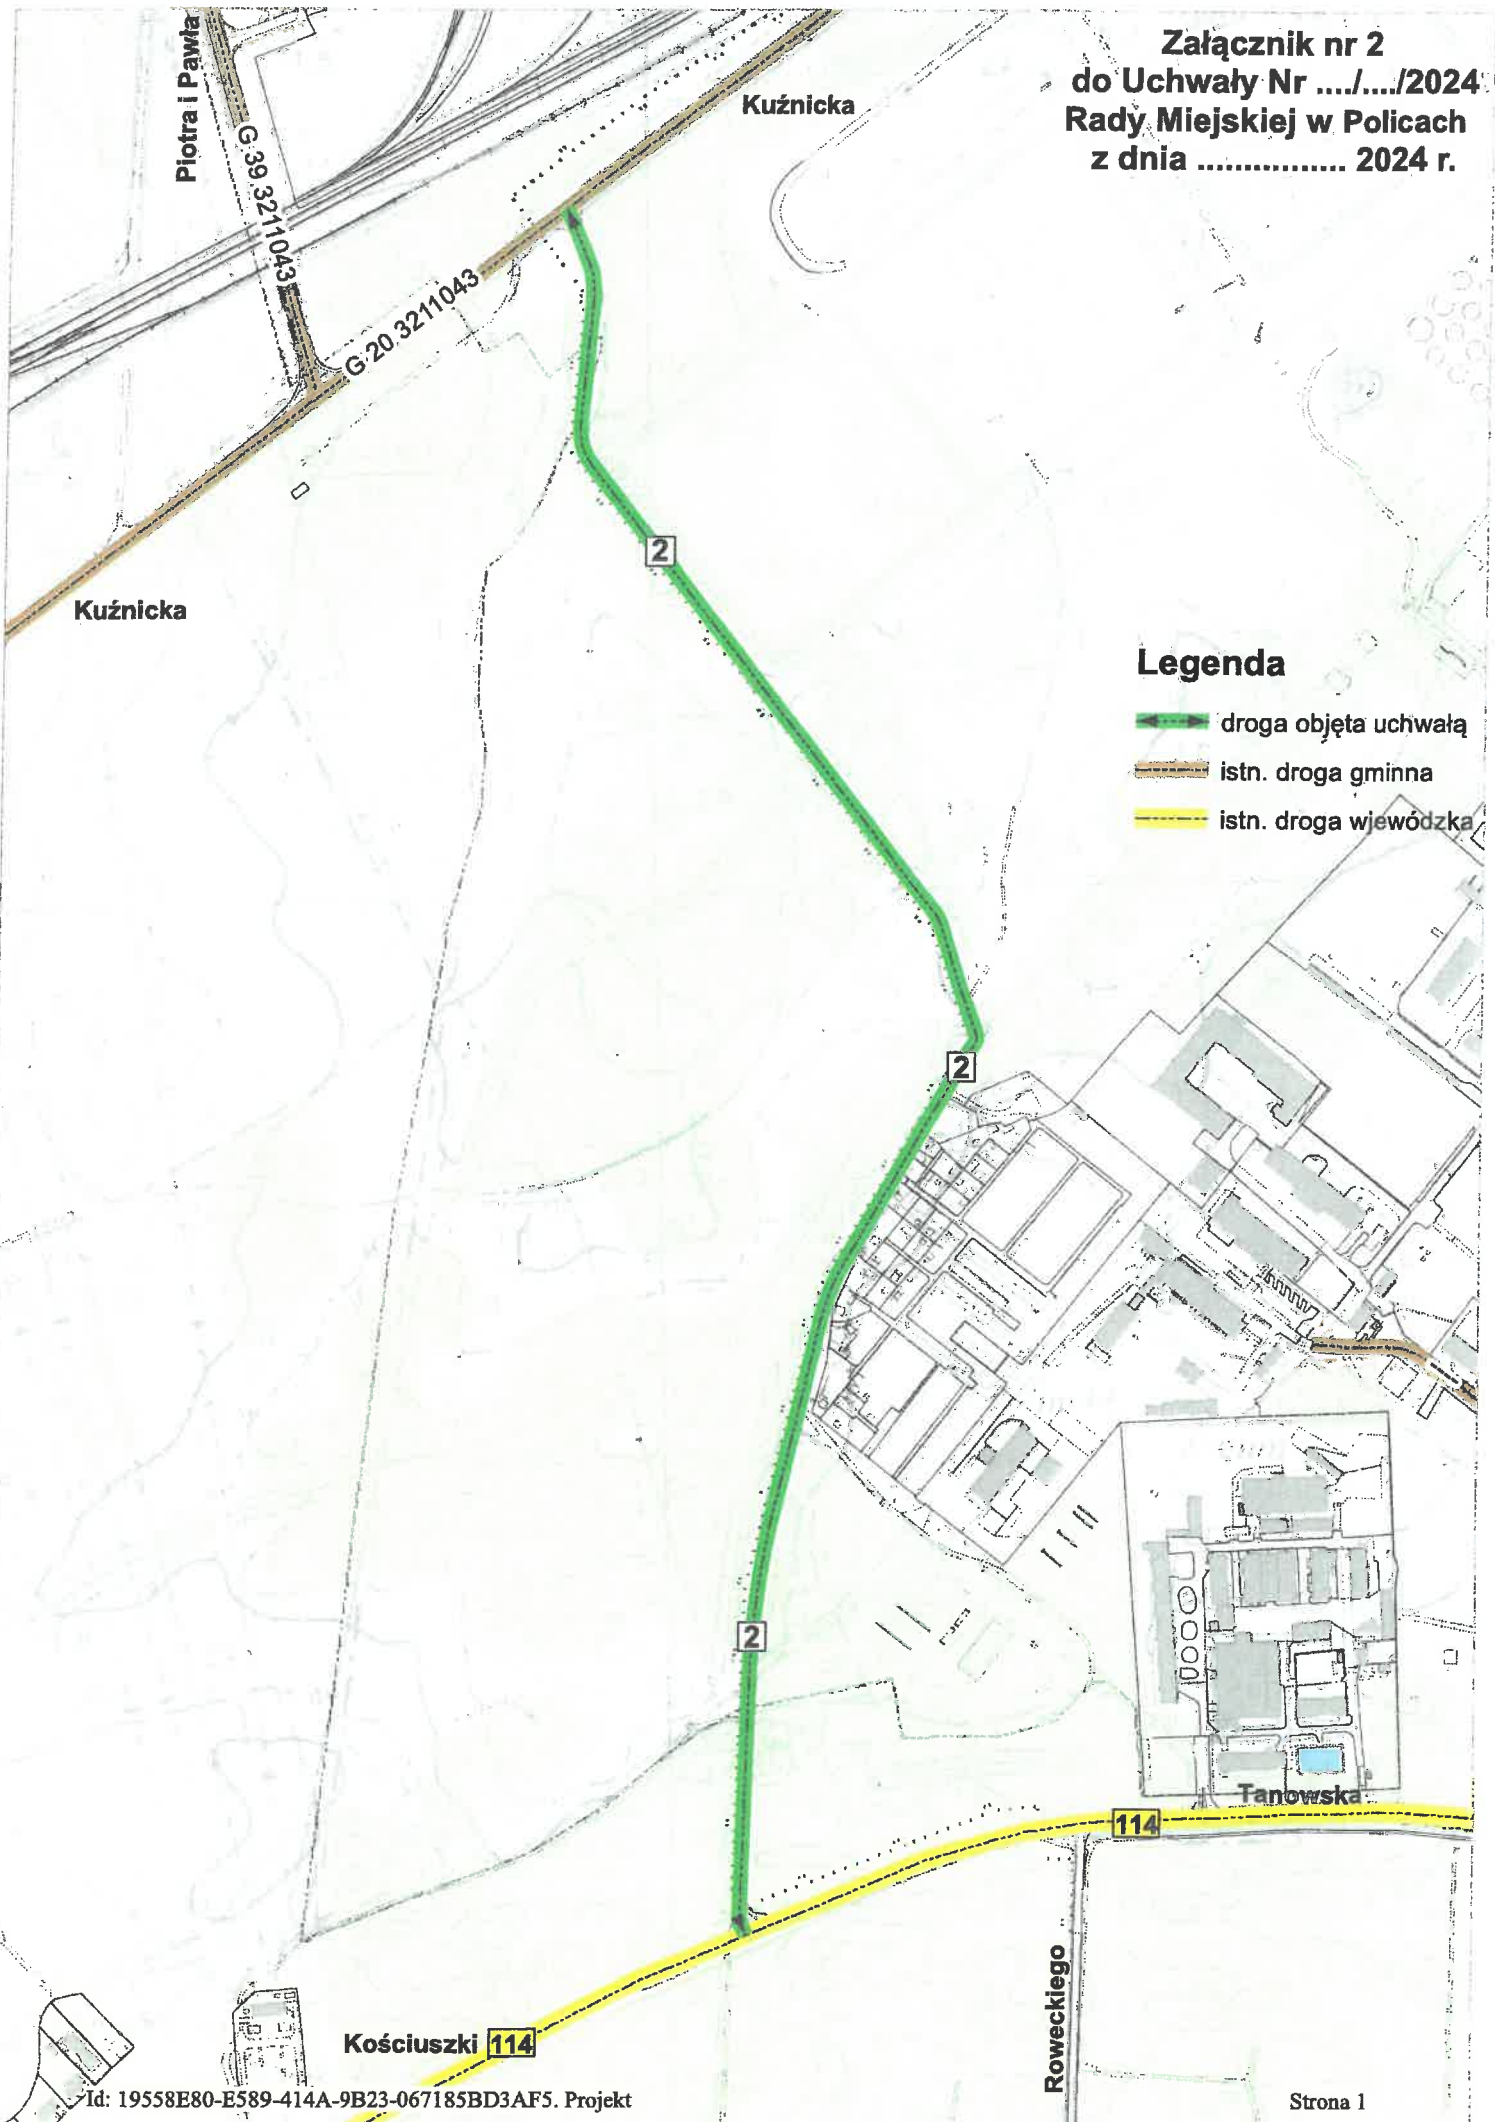 Załącznik nr 2
do Uchwały Nr ..../..../2024
Rady Miejskiej w Policach
z dnia ................ 2024 r.
Piotra i Pawła
G 39 3211043
Kuźnicka
G 20 3211043
2
Kuźnicka
Legenda
droga objęta uchwałą
istn. droga gminna
istn. droga wjewódzka
2
2
Tanowska
114
Roweckiego
Kościuszki 114
Id: 19558E80-E589-414A-9B23-067185BD3AF5. Projekt
Strona 1